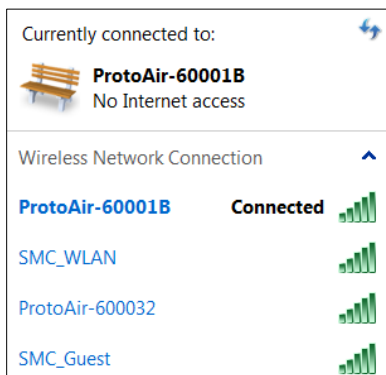 Currently connected to:
ProtoAir-60001B
No Internet access
Wireless Network Connection
ProtoAir-60001B Connected
SMC_WLAN
ProtoAir-600032
SMC_Guest